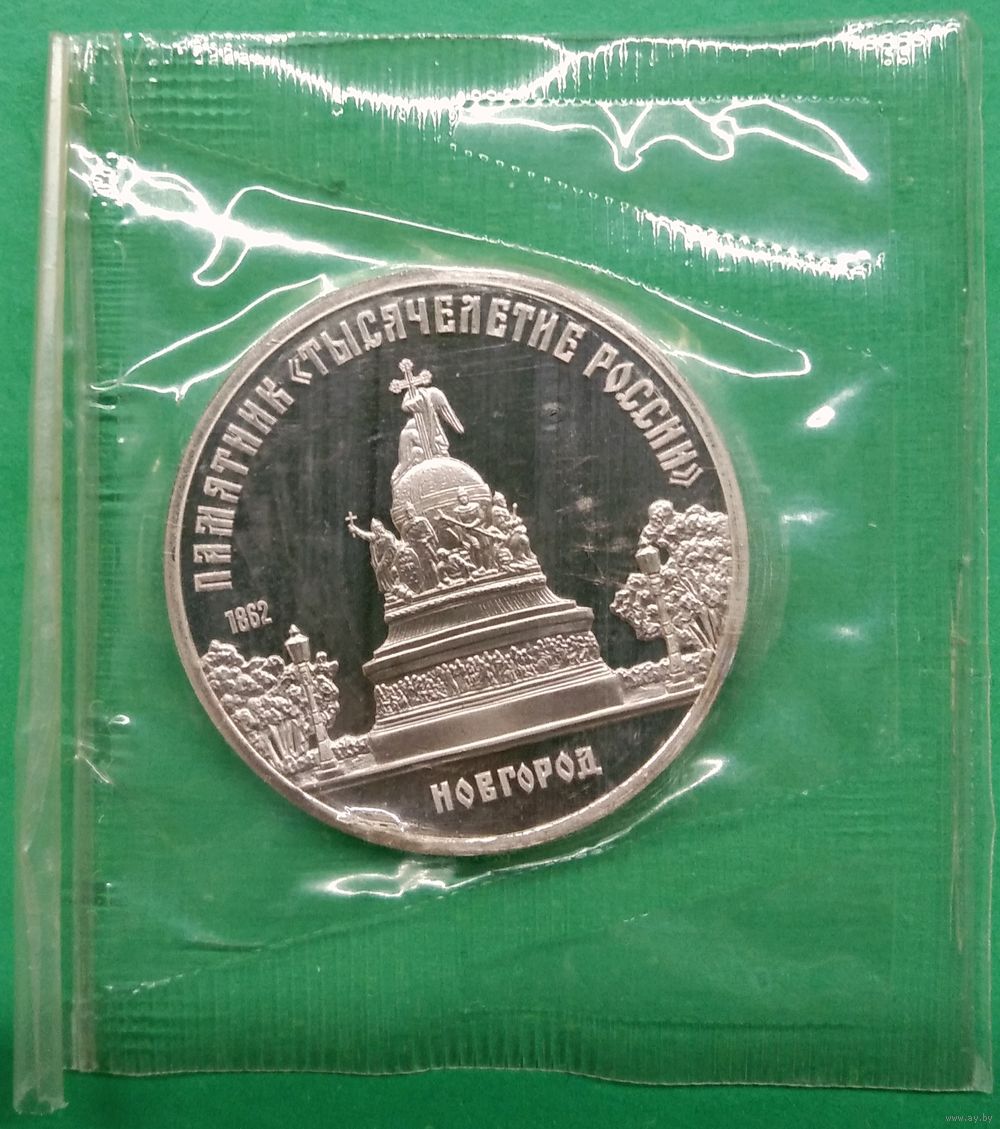 ПАМЯТНИК «ТЫСЯЧЕЛЕТИЕ РОССИИ»
1862
НОВГОРОД
www.ay.by